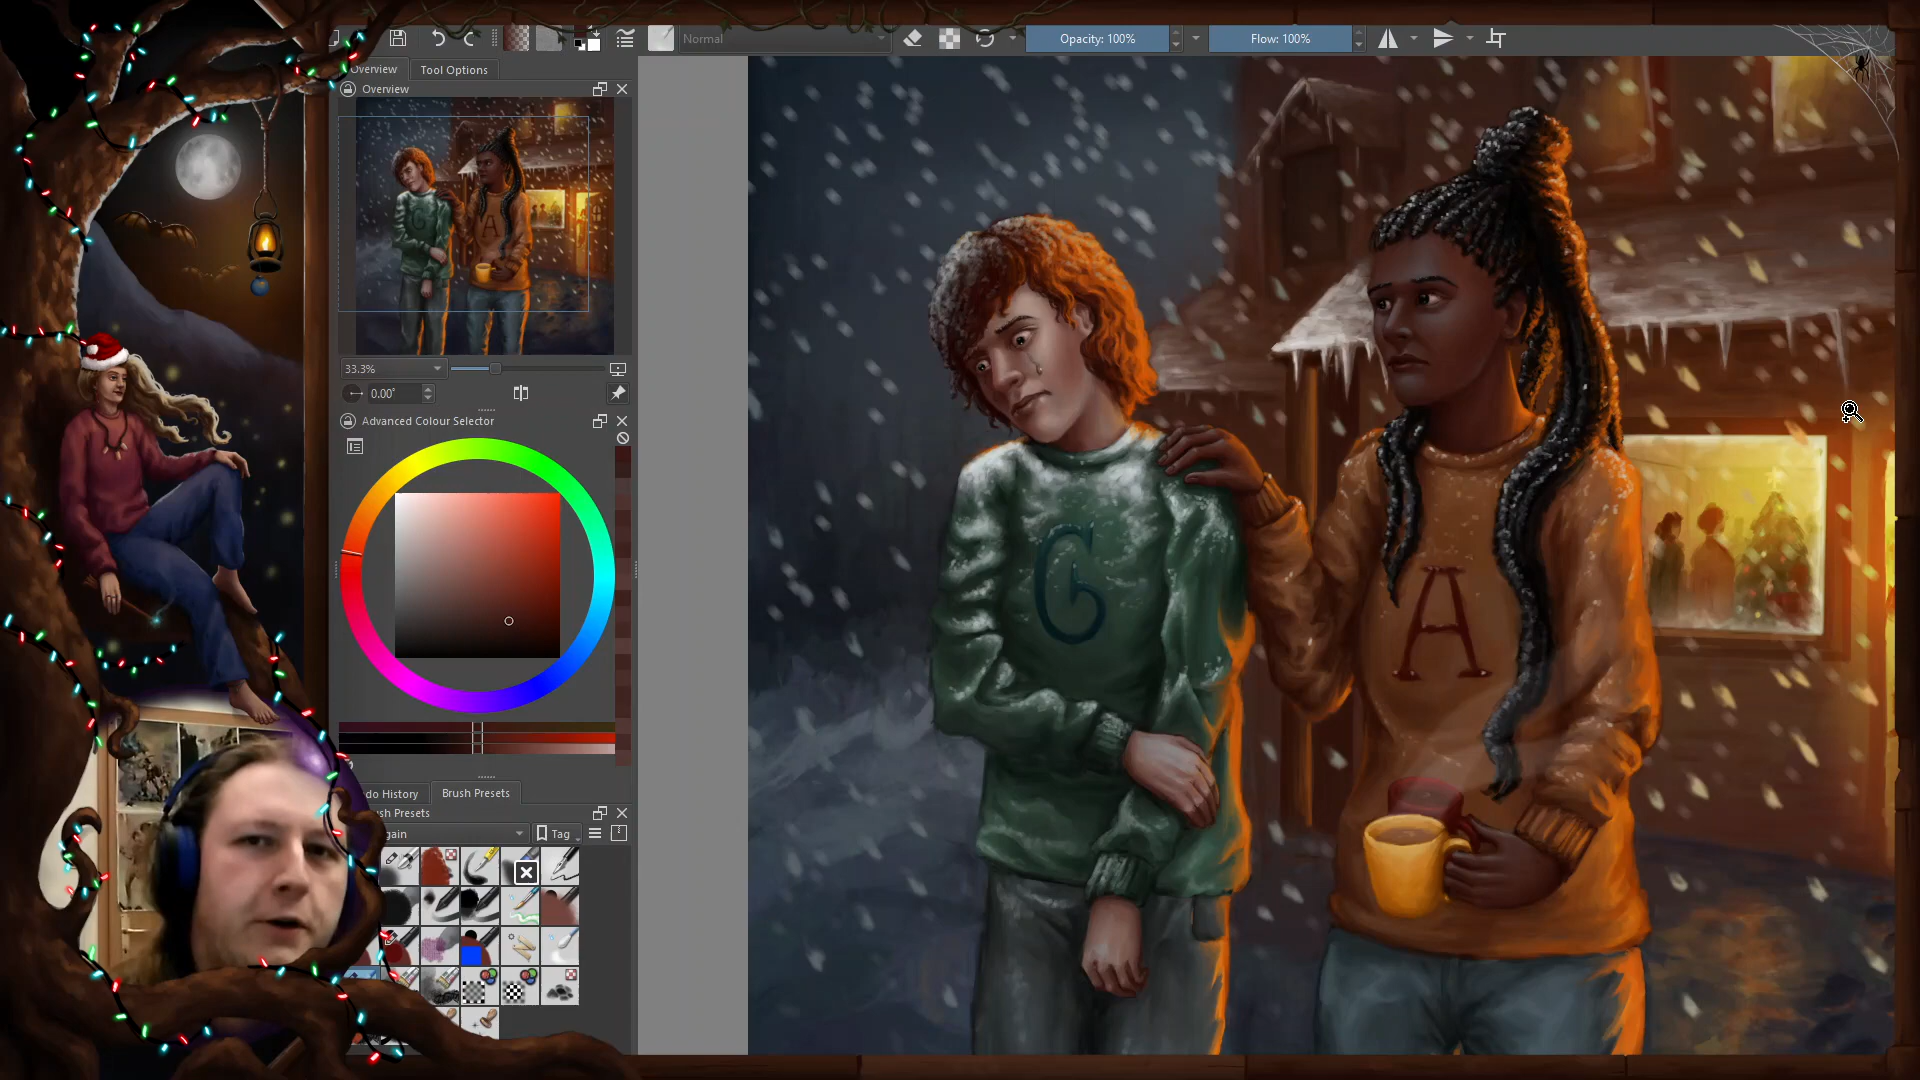 Normal
Opacity: 100%
Flow: 100%
Overview
Tool Options
Overview
33.3%
0.00°
Advanced Colour Selector
do History
Brush Presets
sh Presets
gain
Tag
G
A